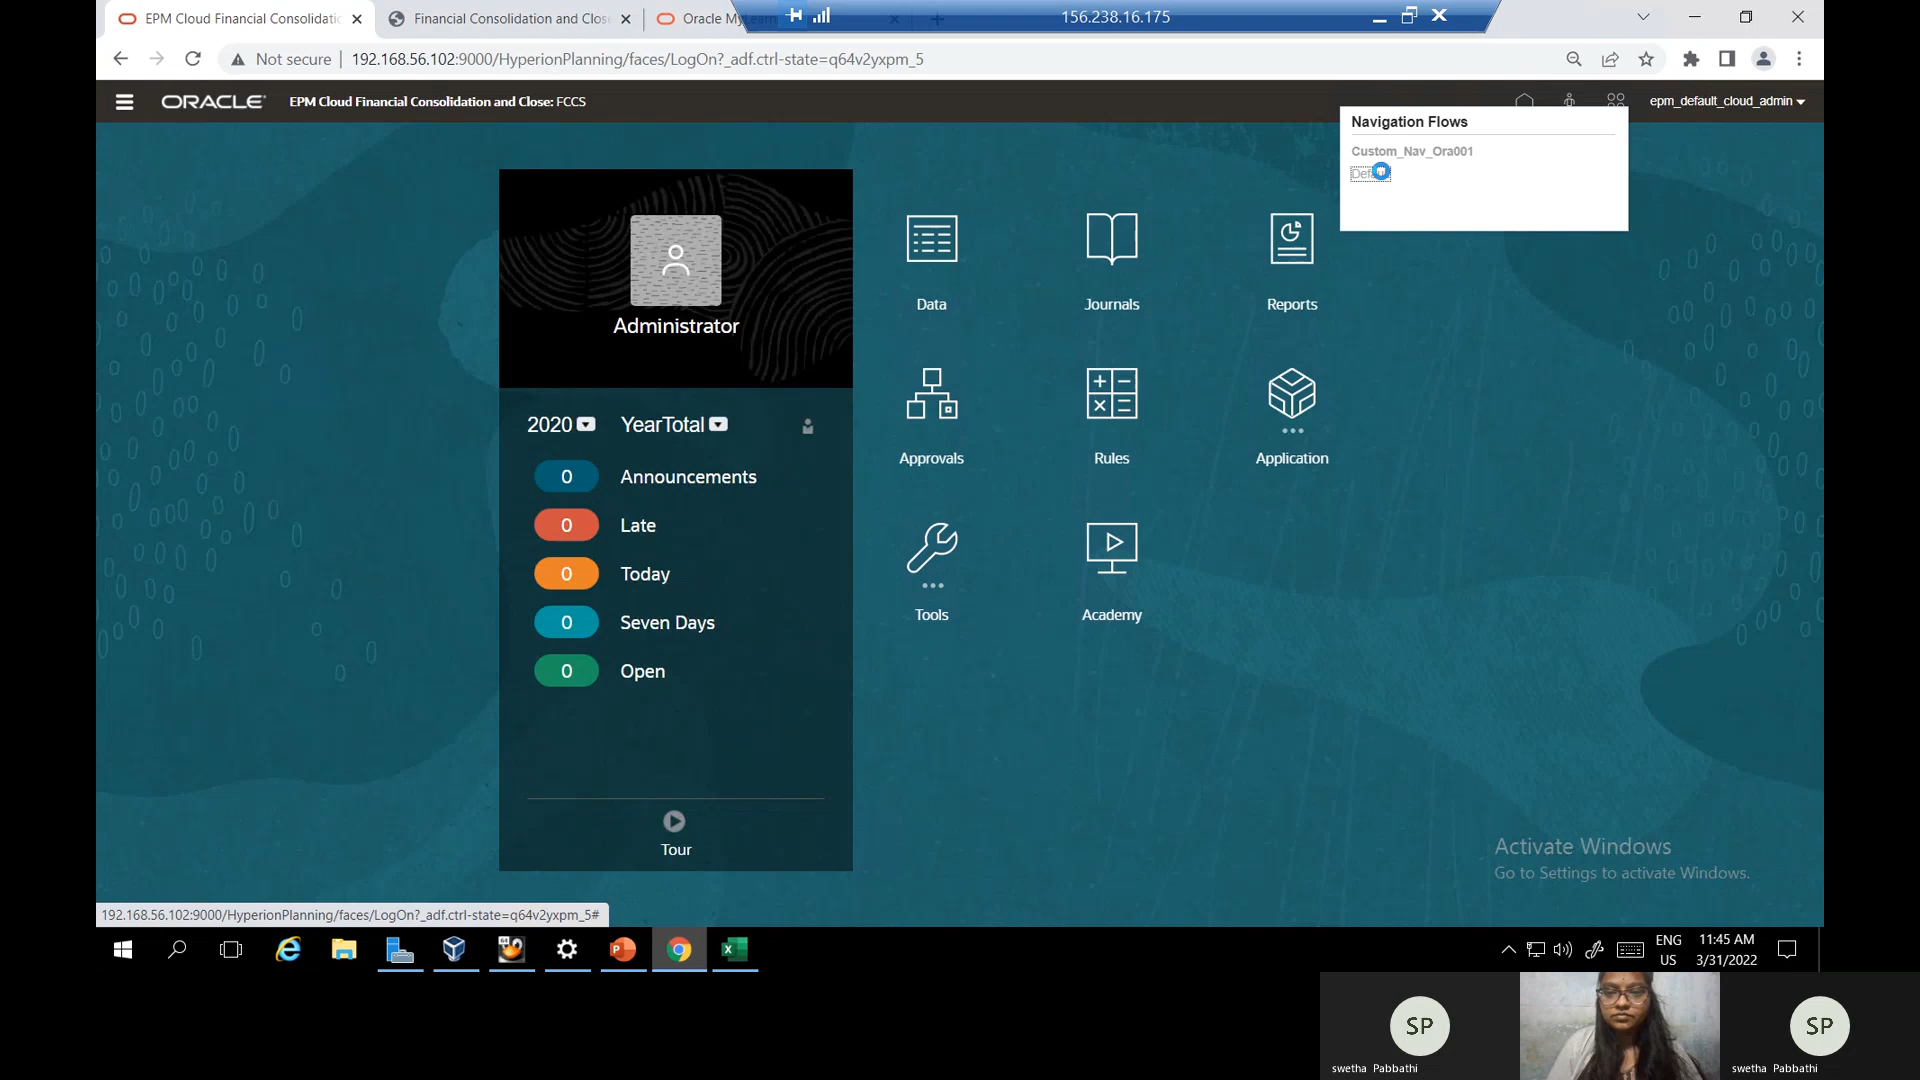 EPM Cloud Financial Consolidatic
Financial Consolidation and Close
Oracle MyLearn
156.238.16.175
Not secure
192.168.56.102:9000/HyperionPlanning/faces/LogOn?_adf.ctrl-state=q64v2yxpm_5
ORACLE
EPM Cloud Financial Consolidation and Close: FCCS
epm_default_cloud_admin
Navigation Flows
Custom_Nav_Ora001
Administrator
2020
YearTotal
0 Announcements
0 Late
0 Today
0 Seven Days
0 Open
Tour
Data
Journals
Reports
Approvals
Rules
Application
Tools
Academy
Activate Windows
Go to Settings to activate Windows.
192.168.56.102:9000/HyperionPlanning/faces/LogOn?_adf.ctrl-state=q64v2yxpm_5#
ENG
US
11:45 AM
3/31/2022
SP
swetha Pabbathi
SP
swetha Pabbathi